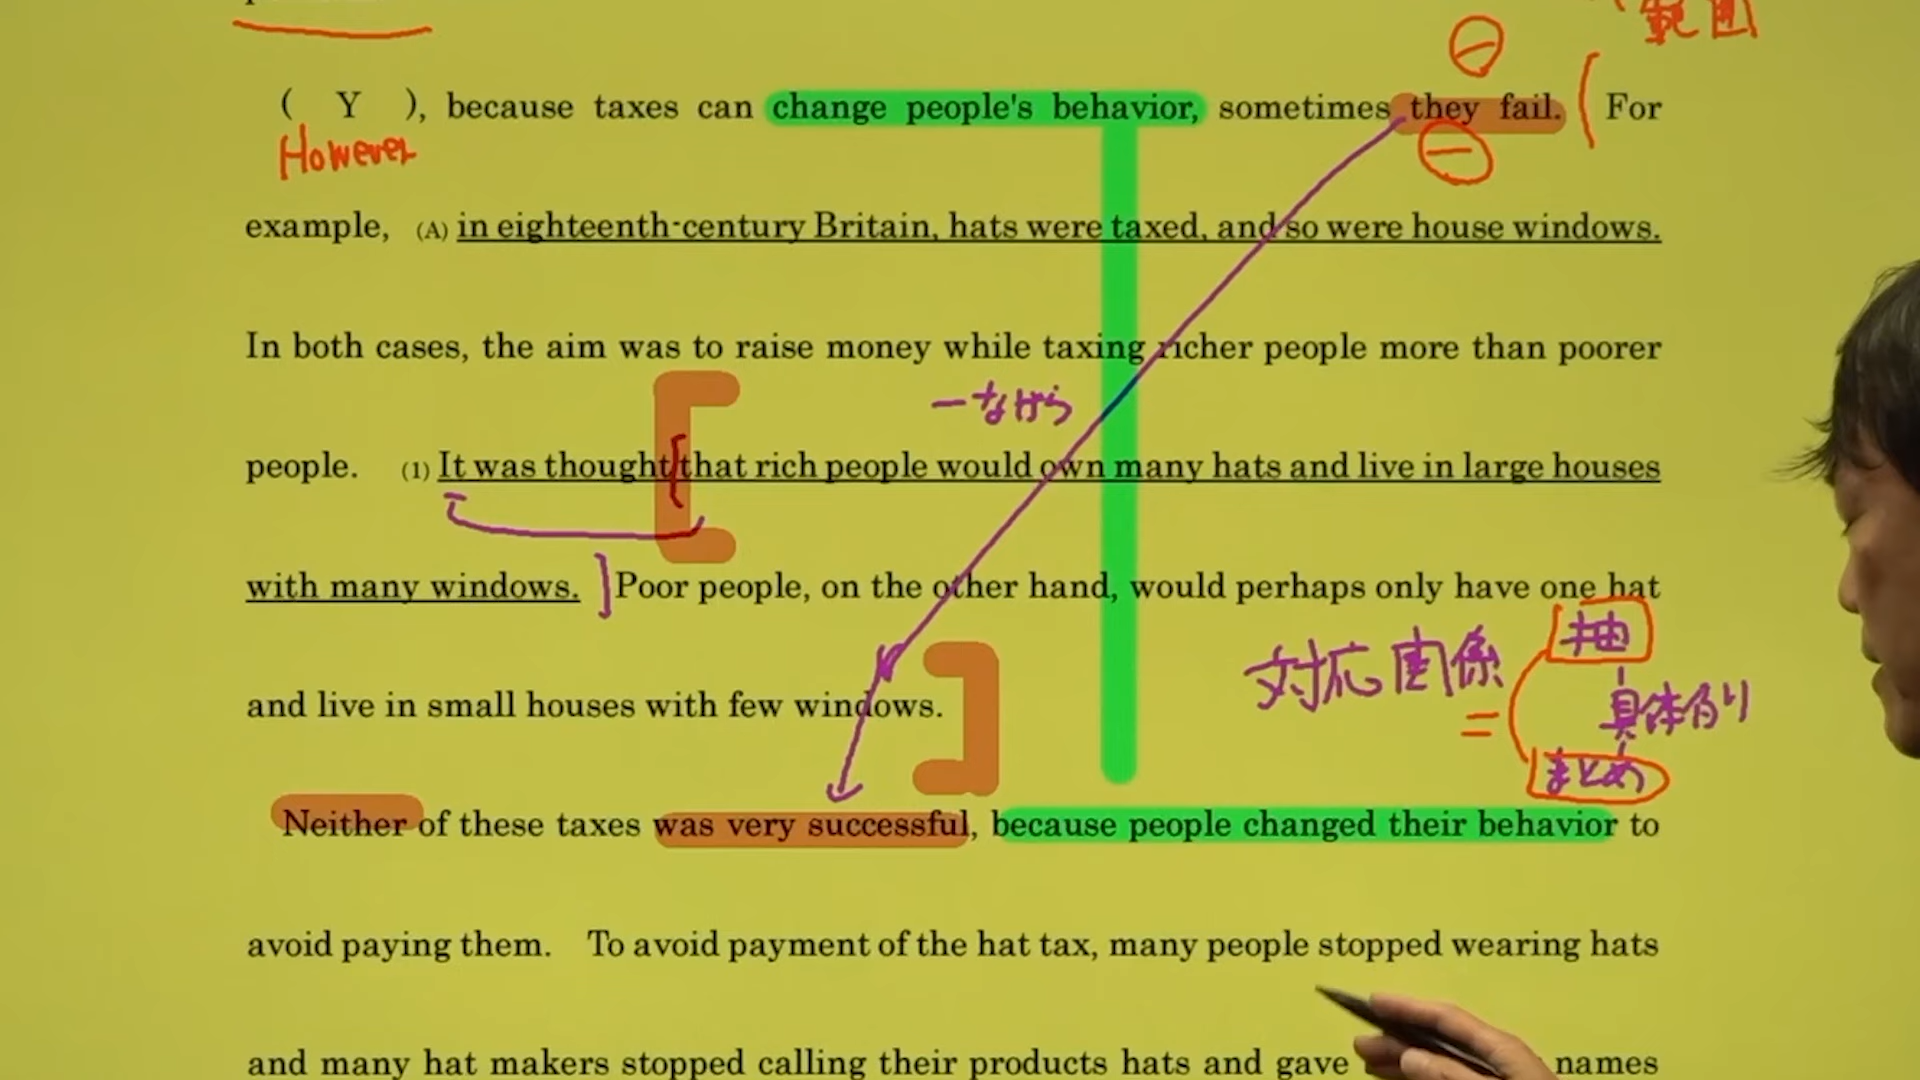 範囲
( Y ), because taxes can change people's behavior, sometimes they fail. ( For
However
example, (A) in eighteenth-century Britain, hats were taxed, and so were house windows.
In both cases, the aim was to raise money while taxing richer people more than poorer
ーながら
people. (1) It was thought [ that rich people would own many hats and live in large houses
with many windows. ] Poor people, on the other hand, would perhaps only have one hat
対応関係 = 抽
具体例
まとめ
and live in small houses with few windows.
Neither of these taxes was very successful, because people changed their behavior to
avoid paying them. To avoid payment of the hat tax, many people stopped wearing hats
and many hat makers stopped calling their products hats and gave names